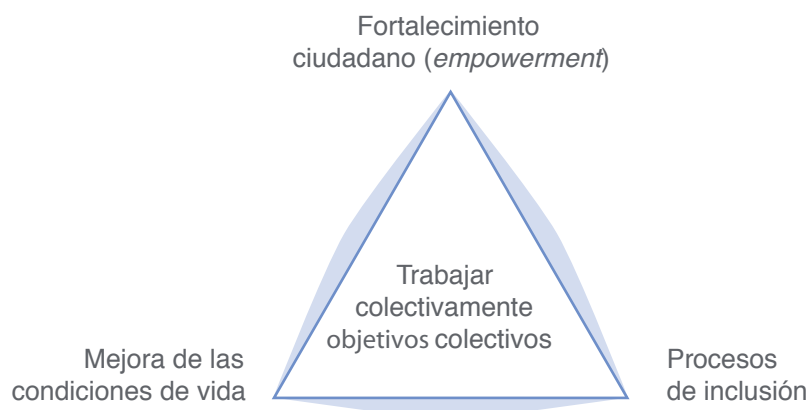 Fortalecimiento
ciudadano (empowerment)
Trabajar
colectivamente
objetivos colectivos
Mejora de las
condiciones de vida
Procesos
de inclusión